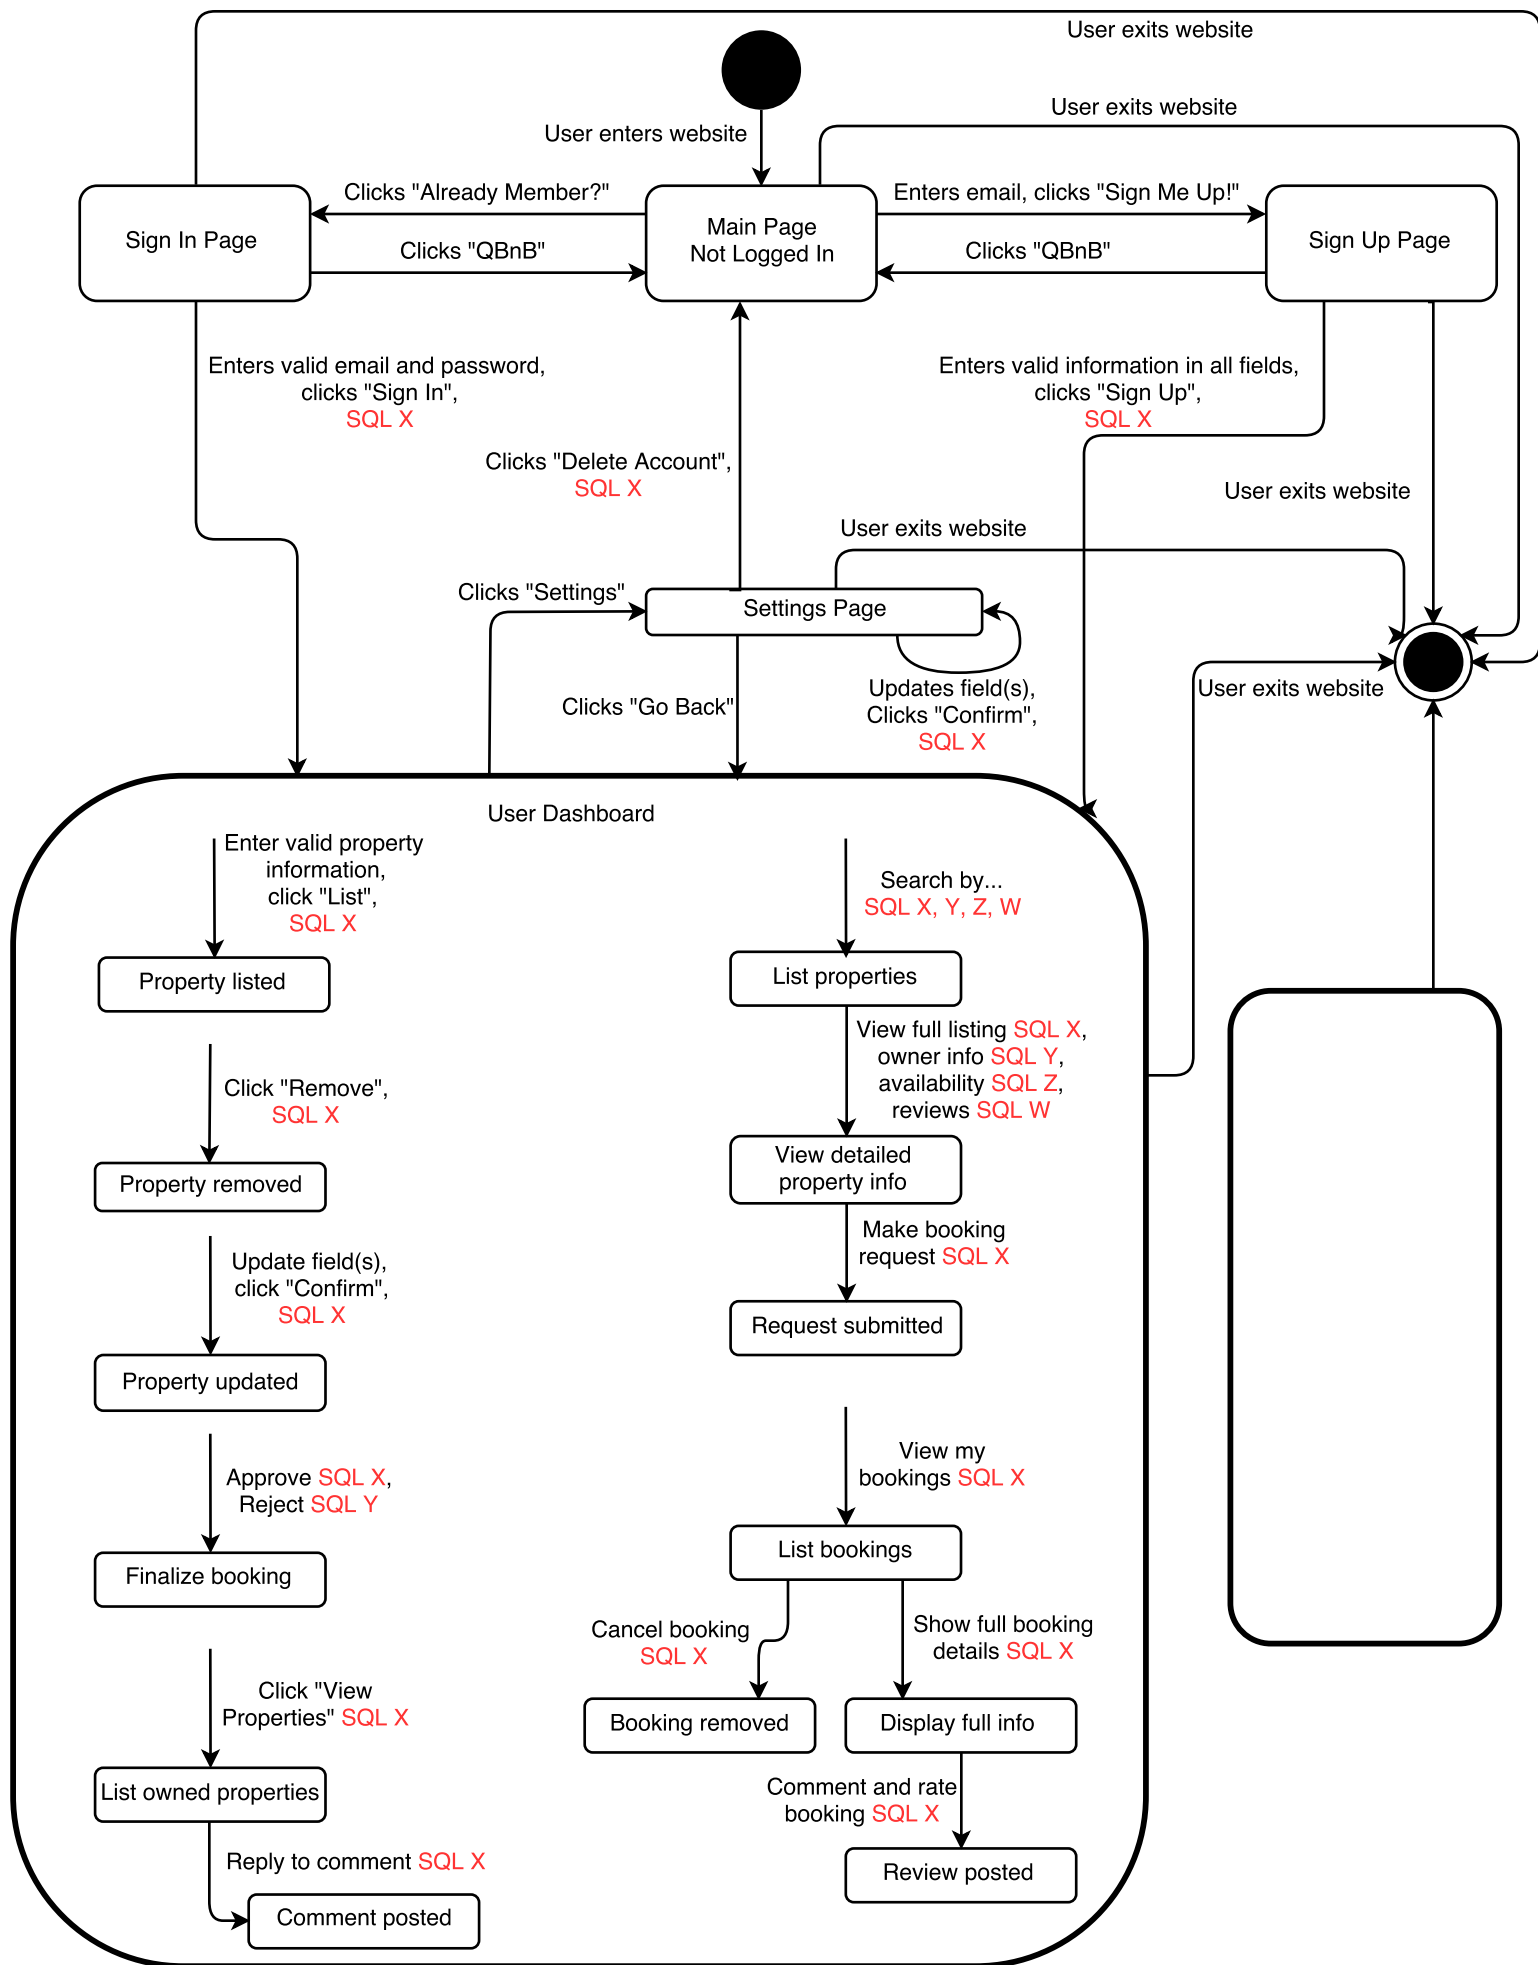 User exits website
User exits website
User enters website
Clicks "Already Member?"
Enters email, clicks "Sign Me Up!"
Sign In Page
Main Page
Not Logged In
Sign Up Page
Clicks "QBnB"
Clicks "QBnB"
Enters valid email and password,
clicks "Sign In",
SQL X
Enters valid information in all fields,
clicks "Sign Up",
SQL X
Clicks "Delete Account",
SQL X
User exits website
User exits website
Clicks "Settings"
Settings Page
Clicks "Go Back"
Updates field(s),
Clicks "Confirm",
SQL X
User exits website
User Dashboard
Enter valid property
information,
click "List",
SQL X
Property listed
Click "Remove",
SQL X
Property removed
Update field(s),
click "Confirm",
SQL X
Property updated
Approve SQL X,
Reject SQL Y
Finalize booking
Click "View
Properties" SQL X
List owned properties
Reply to comment SQL X
Comment posted
Search by...
SQL X, Y, Z, W
List properties
View full listing SQL X,
owner info SQL Y,
availability SQL Z,
reviews SQL W
View detailed
property info
Make booking
request SQL X
Request submitted
View my
bookings SQL X
List bookings
Cancel booking
SQL X
Show full booking
details SQL X
Booking removed
Display full info
Comment and rate
booking SQL X
Review posted